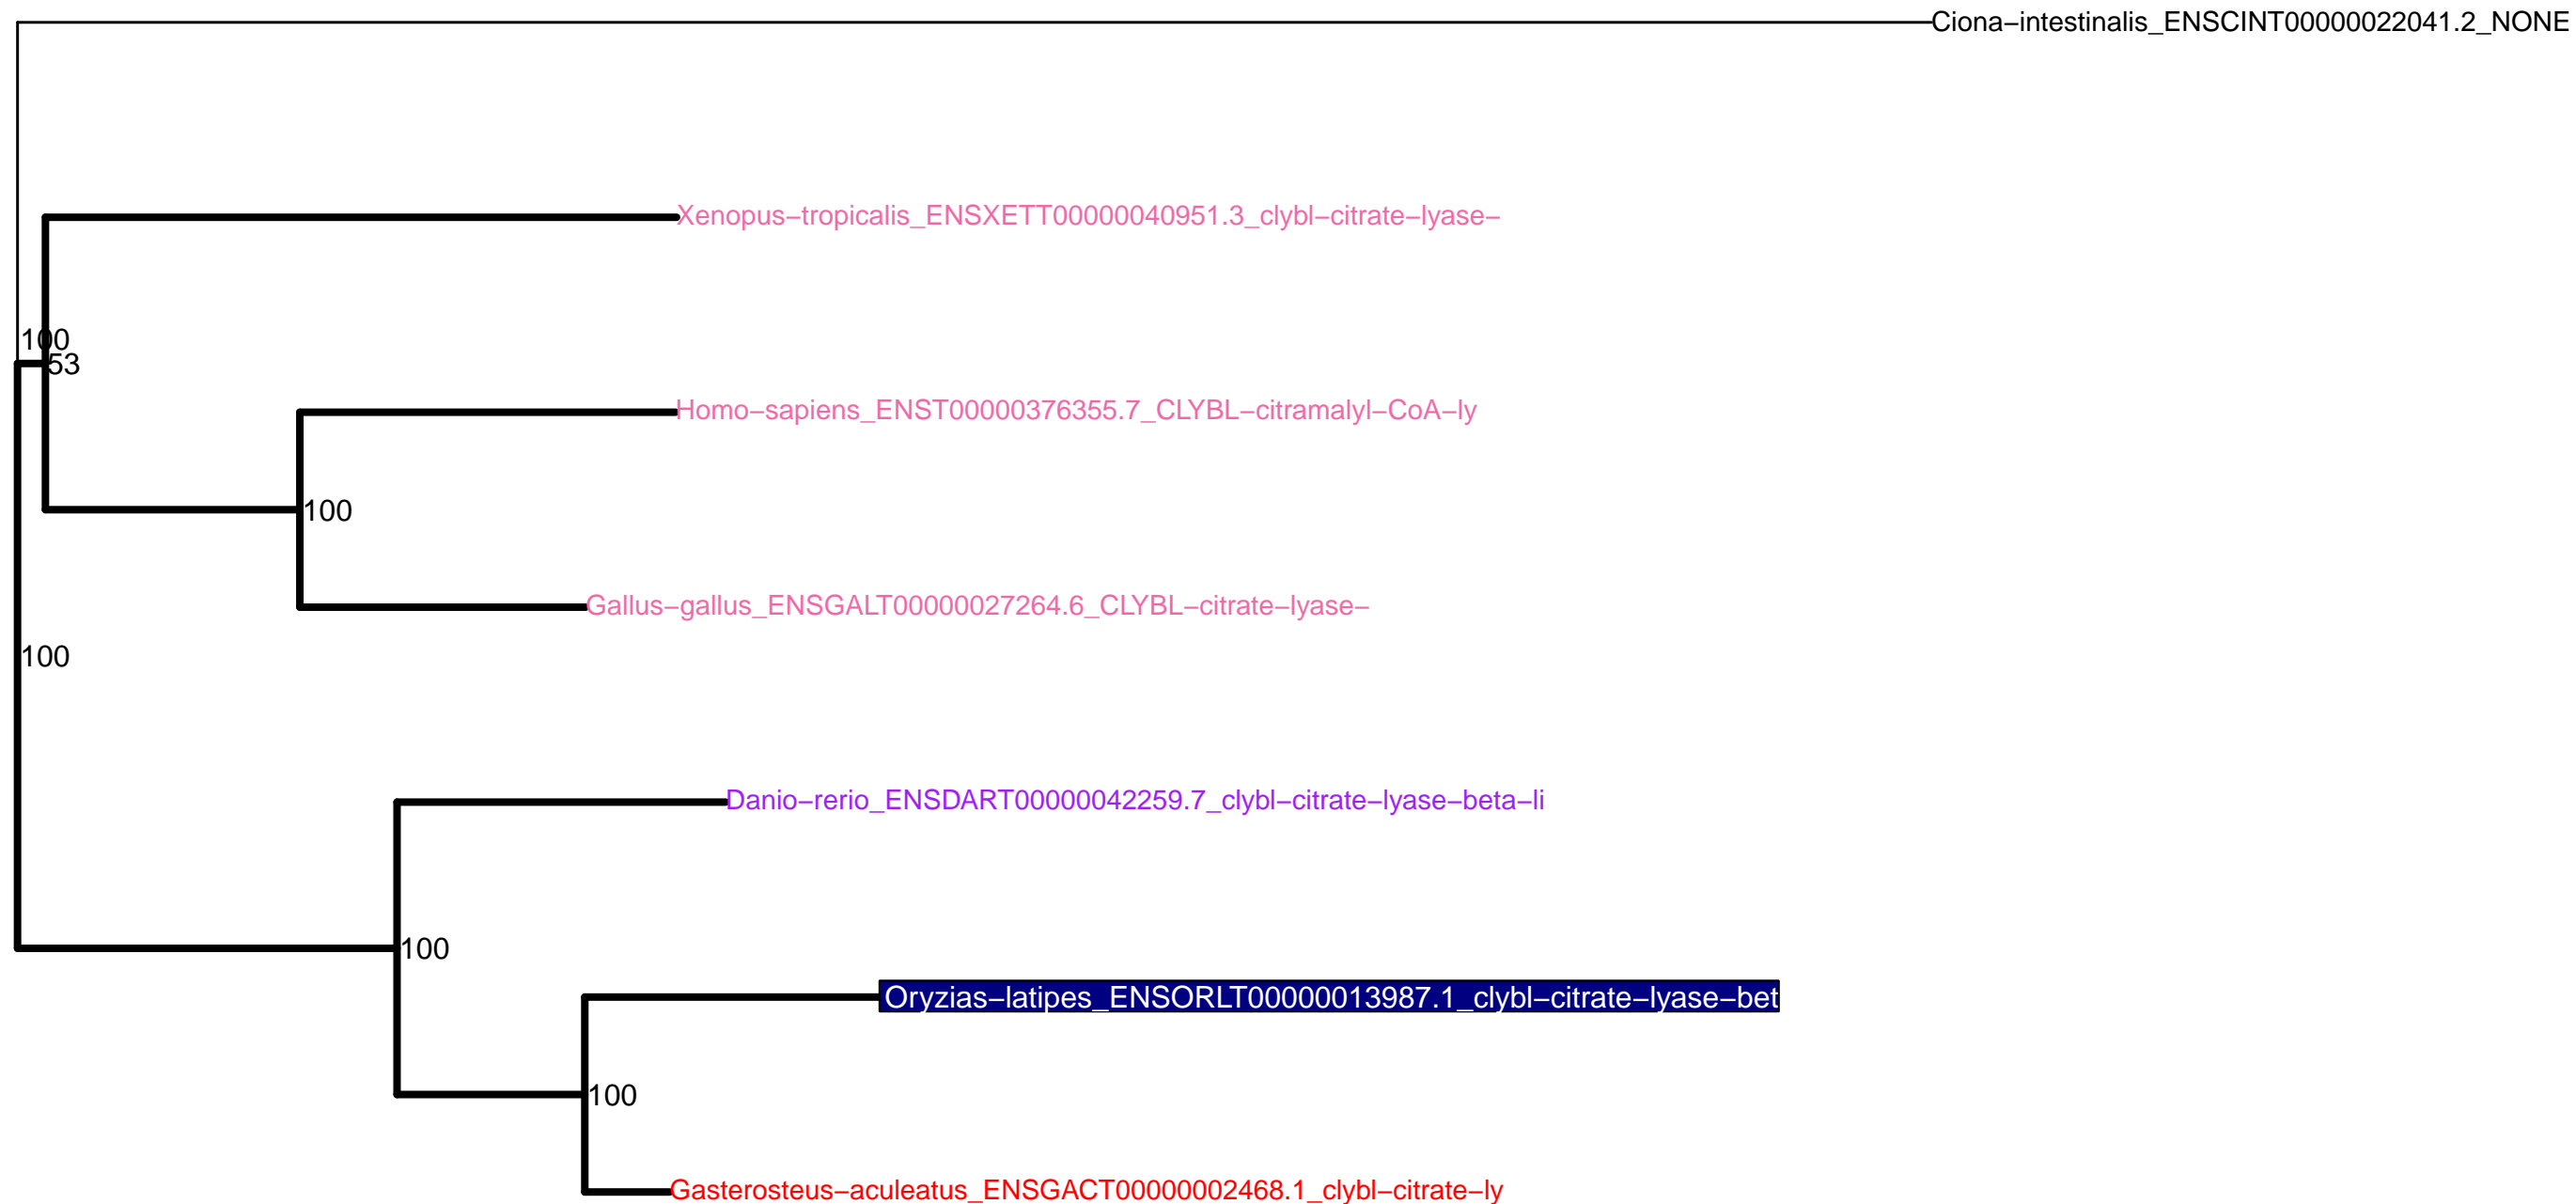 Ciona−intestinalis_ENSCINT00000022041.2_NONE
Xenopus−tropicalis_ENSXETT00000040951.3_clybl−citrate−lyase−
100
53
Homo−sapiens_ENST00000376355.7_CLYBL−citramalyl−CoA−ly
100
Gallus−gallus_ENSGALT00000027264.6_CLYBL−citrate−lyase−
100
Danio−rerio_ENSDART00000042259.7_clybl−citrate−lyase−beta−li
100
Oryzias−latipes_ENSORLT00000013987.1_clybl−citrate−lyase−bet
100
Gasterosteus−aculeatus_ENSGACT00000002468.1_clybl−citrate−ly